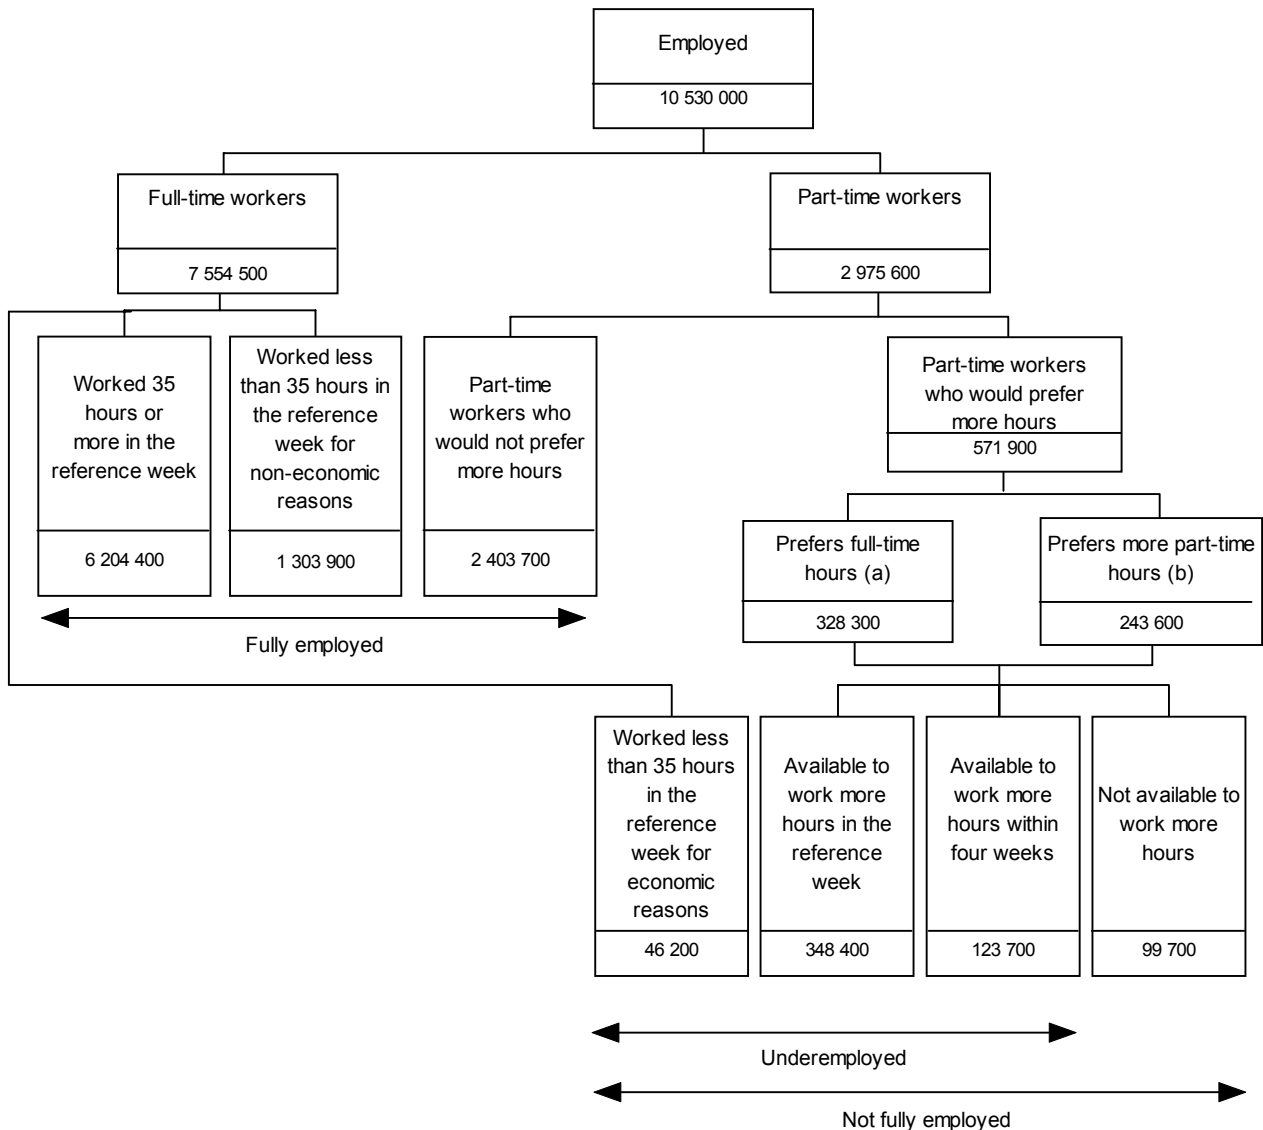 Employed
10 530 000
Full-time workers
7 554 500
Part-time workers
2 975 600
Worked 35
hours or
more in the
reference week
6 204 400
Worked less
than 35 hours in
the reference
week for
non-economic
reasons
1 303 900
Part-time
workers who
would not prefer
more hours
2 403 700
Part-time workers
who would prefer
more hours
571 900
Prefers full-time
hours (a)
328 300
Prefers more part-time
hours (b)
243 600
Fully employed
Worked less
than 35 hours
in the
reference
week for
economic
reasons
46 200
Available to
work more
hours in the
reference
week
348 400
Available to
work more
hours within
four weeks
123 700
Not available to
work more
hours
99 700
Underemployed
Not fully employed